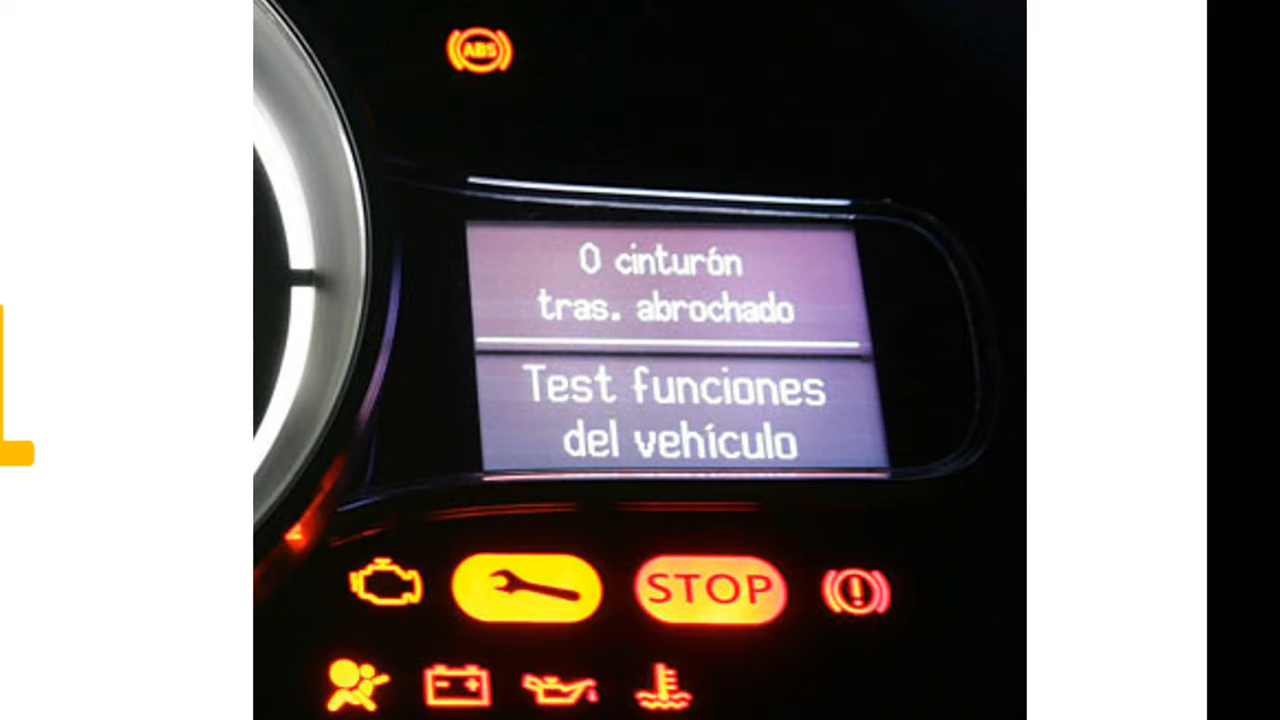 ABS
0 cinturón
tras. abrochado
Test funciones
del vehículo
STOP